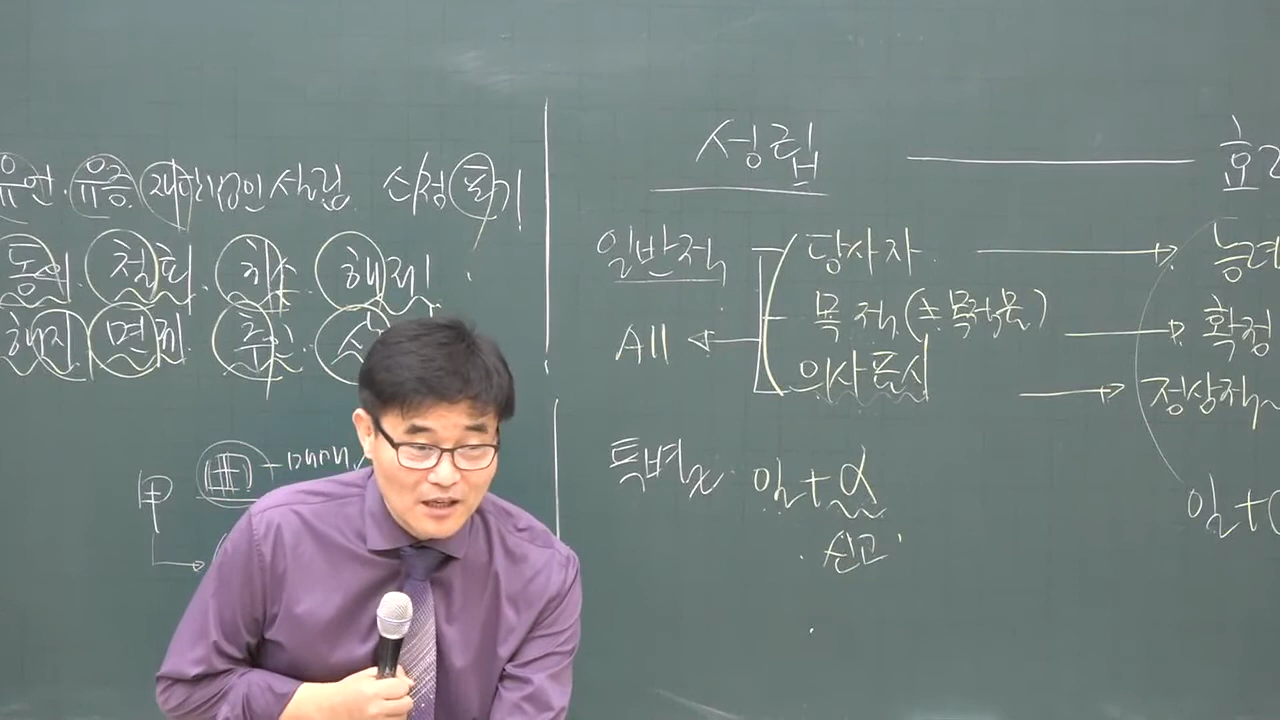 유언. 유증. 재단법인 설립 소멸 통지
동의. 철회. 취소. 해제.
해지 면제 추인 상
甲
성립
효력
일반적
당사자
능력
All
목적(=목적물)
확정
의사표시
정상적
특별 일+α
일+
신고